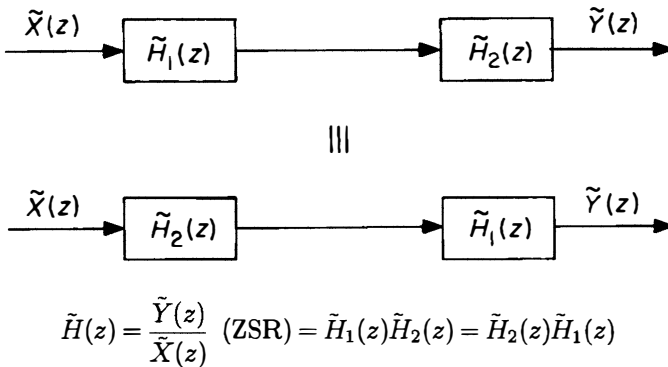 X̃(z) H̃₁(z) H̃₂(z) Ỹ(z)
|||
X̃(z) H̃₂(z) H̃₁(z) Ỹ(z)
H̃(z) = Ỹ(z)/X̃(z) (ZSR) = H̃₁(z)H̃₂(z) = H̃₂(z)H̃₁(z)